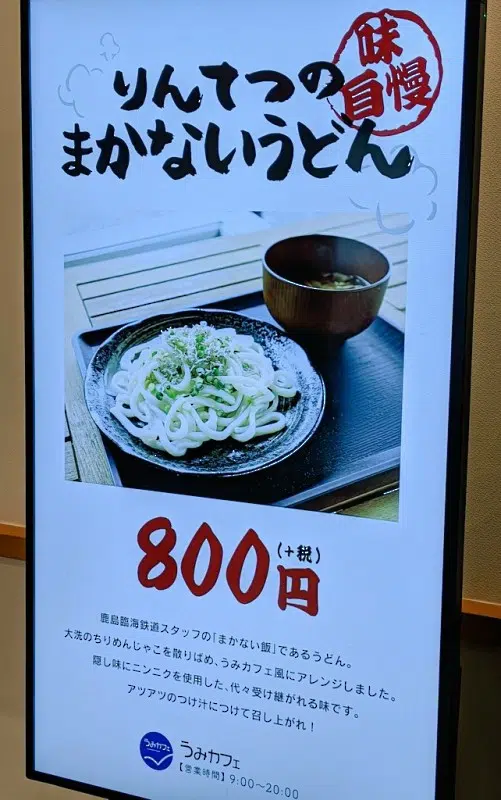 味
自慢
りんてつの
まかないうどん
800円
(+税)
鹿島臨海鉄道スタッフの「まかない飯」であるうどん。
大洗のちりめんじゃこを散りばめ、うみカフェ風にアレンジしました。
隠し味にニンニクを使用した、代々受け継がれる味です。
アツアツのつけ汁につけて召し上がれ！
うみカフェ
うみカフェ
【営業時間】9:00〜20:00